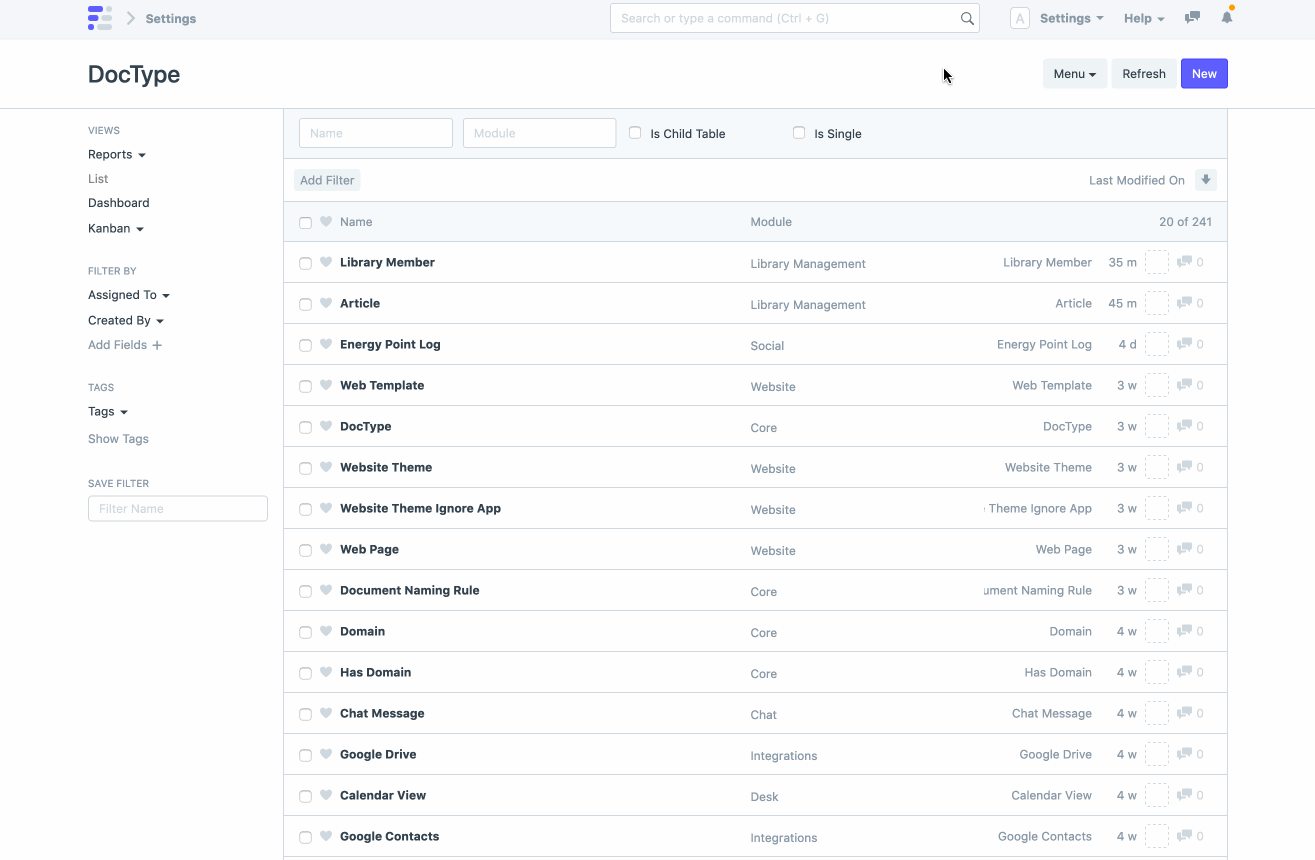 Settings
Search or type a command (Ctrl + G)
A
Settings
Help
DocType
Menu
Refresh
New
VIEWS
Reports
List
Dashboard
Kanban
FILTER BY
Assigned To
Created By
Add Fields +
TAGS
Tags
Show Tags
SAVE FILTER
Filter Name
Name
Module
Is Child Table
Is Single
Add Filter
Last Modified On
Name Module 20 of 241
Library Member Library Management Library Member 35 m 0
Article Library Management Article 45 m 0
Energy Point Log Social Energy Point Log 4 d 0
Web Template Website Web Template 3 w 0
DocType Core DocType 3 w 0
Website Theme Website Website Theme 3 w 0
Website Theme Ignore App Website Theme Ignore App 3 w 0
Web Page Website Web Page 3 w 0
Document Naming Rule Core ument Naming Rule 3 w 0
Domain Core Domain 4 w 0
Has Domain Core Has Domain 4 w 0
Chat Message Chat Chat Message 4 w 0
Google Drive Integrations Google Drive 4 w 0
Calendar View Desk Calendar View 4 w 0
Google Contacts Integrations Google Contacts 4 w 0